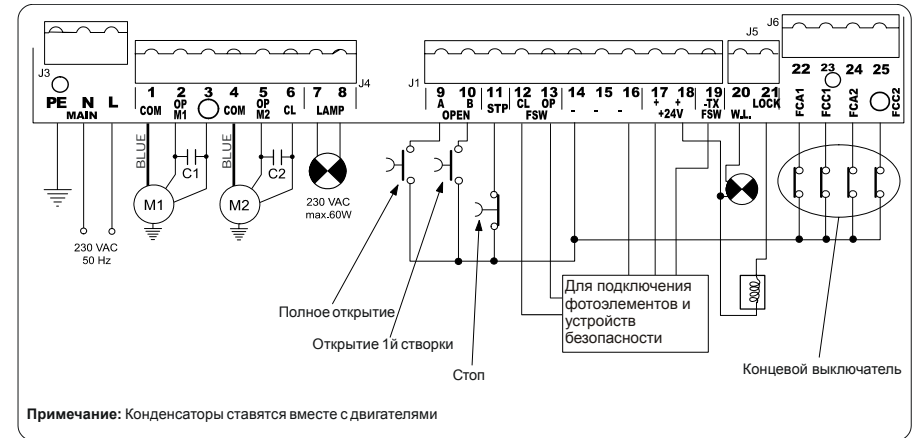 J6
J5
J3
J4
J1
PE N L
MAIN
1 2 3 4 5 6 7 8
COM OP M1 COM OP M2 CL LAMP
9 10 11 12 13 14 15 16 17 18 19 20 21
A B STP CL OP - - - + + -TX W.L. LOCK
OPEN FSW +24V FSW
22 23 24 25
FCA1 FCC1 FCA2 FCC2
BLUE BLUE
C1 C2
M1 M2
230 VAC
max.60W
230 VAC
50 Hz
Полное открытие
Открытие 1й створки
Стоп
Для подключения
фотоэлементов и
устройств
безопасности
Концевой выключатель
Примечание: Конденсаторы ставятся вместе с двигателями